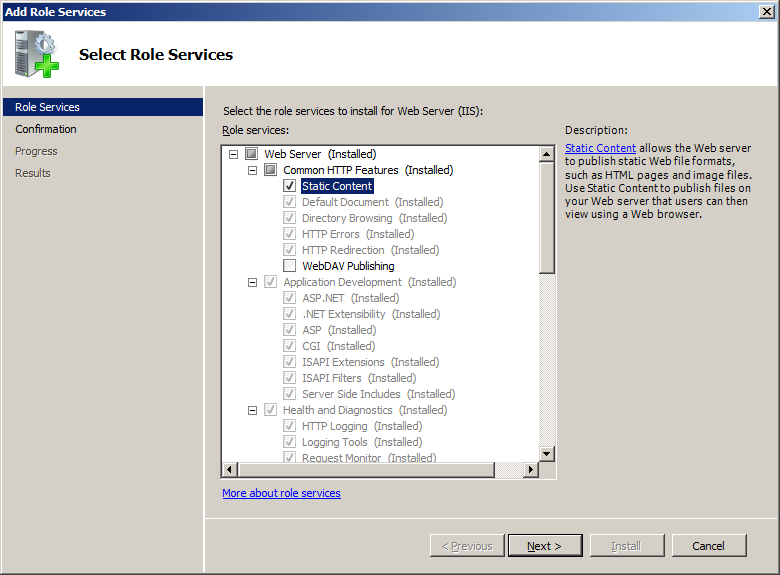 Add Role Services
Select Role Services
Role Services
Confirmation
Progress
Results
Select the role services to install for Web Server (IIS):
Role services:
Web Server (Installed)
Common HTTP Features (Installed)
Static Content
Default Document (Installed)
Directory Browsing (Installed)
HTTP Errors (Installed)
HTTP Redirection (Installed)
WebDAV Publishing
Application Development (Installed)
ASP.NET (Installed)
.NET Extensibility (Installed)
ASP (Installed)
CGI (Installed)
ISAPI Extensions (Installed)
ISAPI Filters (Installed)
Server Side Includes (Installed)
Health and Diagnostics (Installed)
HTTP Logging (Installed)
Logging Tools (Installed)
Request Monitor (Installed)
More about role services
Description:
Static Content allows the Web server
to publish static Web file formats,
such as HTML pages and image files.
Use Static Content to publish files on
your Web server that users can then
view using a Web browser.
< Previous
Next >
Install
Cancel